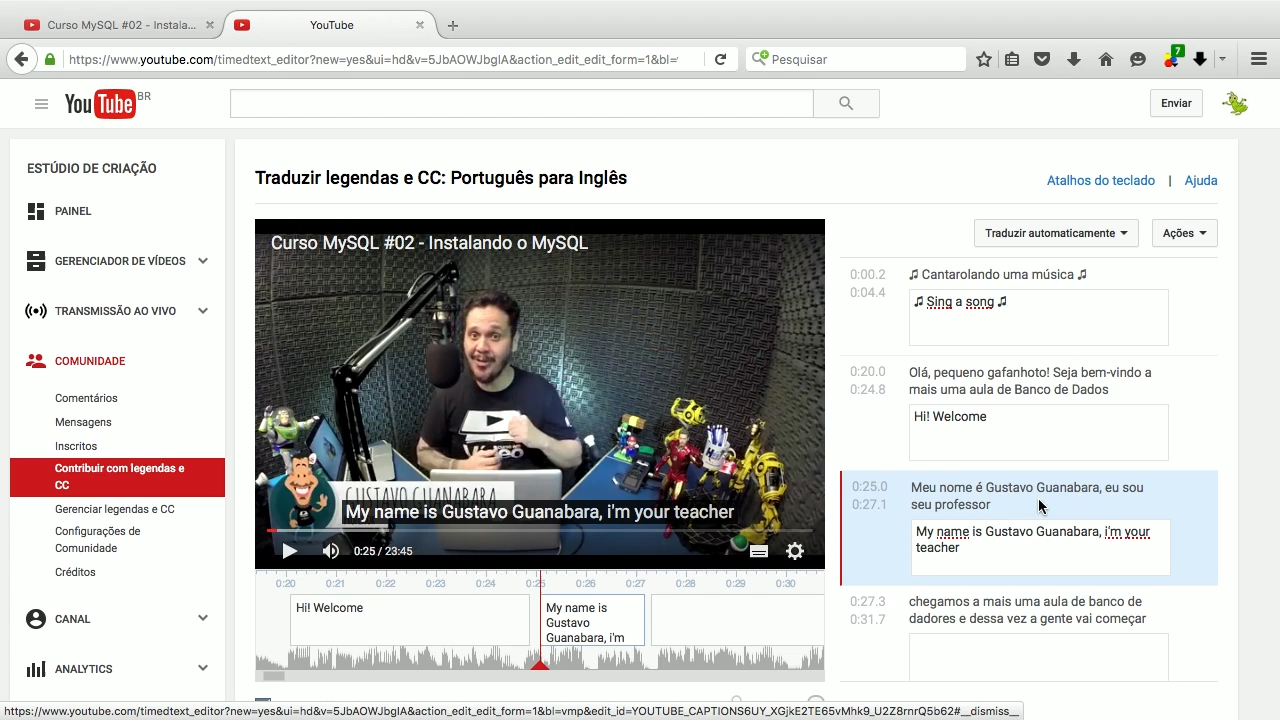 Curso MySQL #02 - Instala...
YouTube
https://www.youtube.com/timedtext_editor?new=yes&ui=hd&v=5JbAOWJbgIA&action_edit_edit_form=1&bl=
Pesquisar
7
YouTube BR
Enviar
ESTÚDIO DE CRIAÇÃO
PAINEL
GERENCIADOR DE VÍDEOS
TRANSMISSÃO AO VIVO
COMUNIDADE
Comentários
Mensagens
Inscritos
Contribuir com legendas e
CC
Gerenciar legendas e CC
Configurações de
Comunidade
Créditos
CANAL
ANALYTICS
Traduzir legendas e CC: Português para Inglês
Atalhos do teclado | Ajuda
Curso MySQL #02 - Instalando o MySQL
GUSTAVO GUANABARA
My name is Gustavo Guanabara, i'm your teacher
0:25 / 23:45
0:20 0:21 0:22 0:23 0:24 0:25 0:26 0:27 0:28 0:29 0:30
Hi! Welcome
My name is
Gustavo
Guanabara, i'm
Traduzir automaticamente
Ações
0:00.2 ♫ Cantarolando uma música ♫
0:04.4
♫ Sing a song ♫
0:20.0 Olá, pequeno gafanhoto! Seja bem-vindo a
0:24.8 mais uma aula de Banco de Dados
Hi! Welcome
0:25.0 Meu nome é Gustavo Guanabara, eu sou
0:27.1 seu professor
My name is Gustavo Guanabara, i'm your
teacher
0:27.3 chegamos a mais uma aula de banco de
0:31.7 dadores e dessa vez a gente vai começar
https://www.youtube.com/timedtext_editor?new=yes&ui=hd&v=5JbAOWJbgIA&action_edit_edit_form=1&bl=vmp&edit_id=YOUTUBE_CAPTIONS6UY_XGjkE2TE65vMhk9_U2Z8rnrQ5b62#__dismiss__